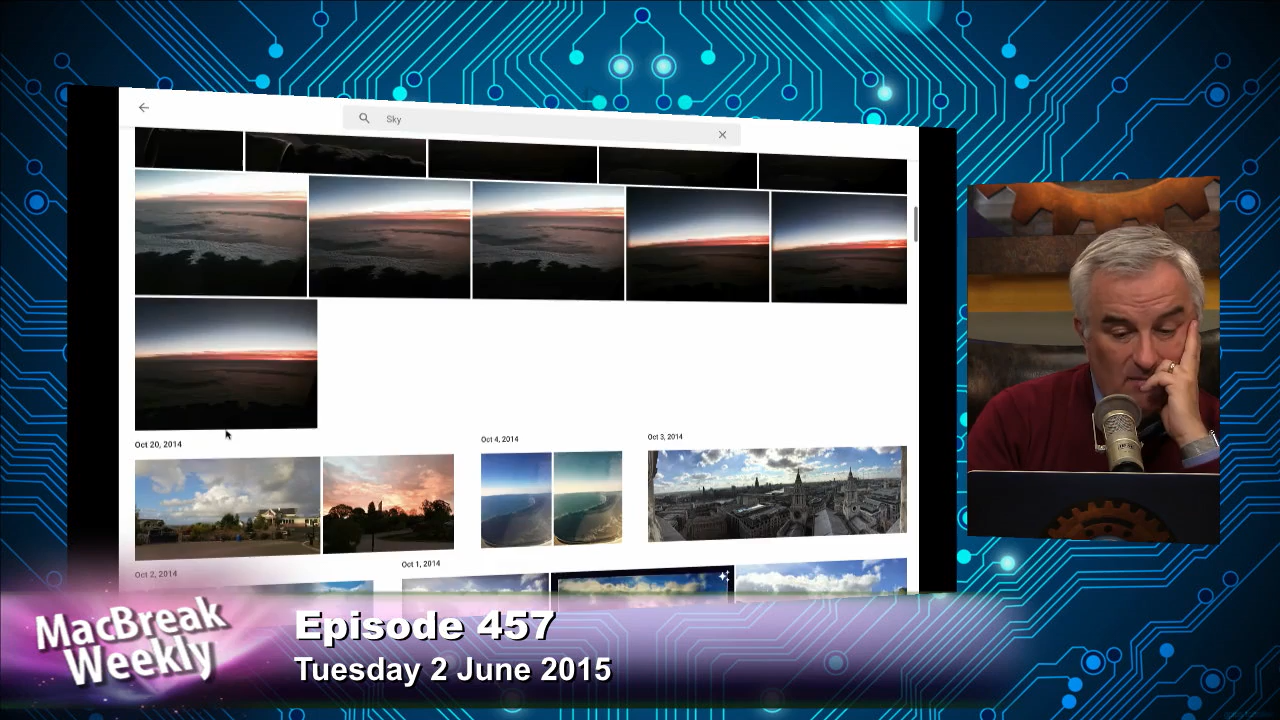 Sky
Oct 20, 2014
Oct 4, 2014
Oct 3, 2014
Oct 2, 2014
Oct 1, 2014
MacBreak
Weekly
Episode 457
Tuesday 2 June 2015